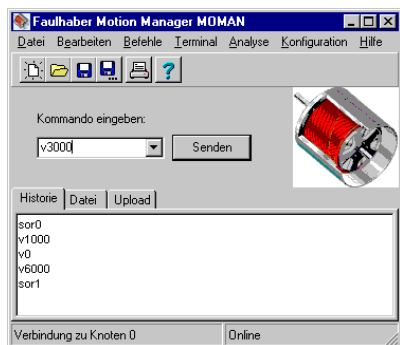 Faulhaber Motion Manager MOMAN
Datei Bearbeiten Befehle Terminal Analyse Konfiguration Hilfe
Kommando eingeben:
v3000 Senden
Historie Datei Upload
sor0
v1000
v0
v6000
sor1
Verbindung zu Knoten 0 Online